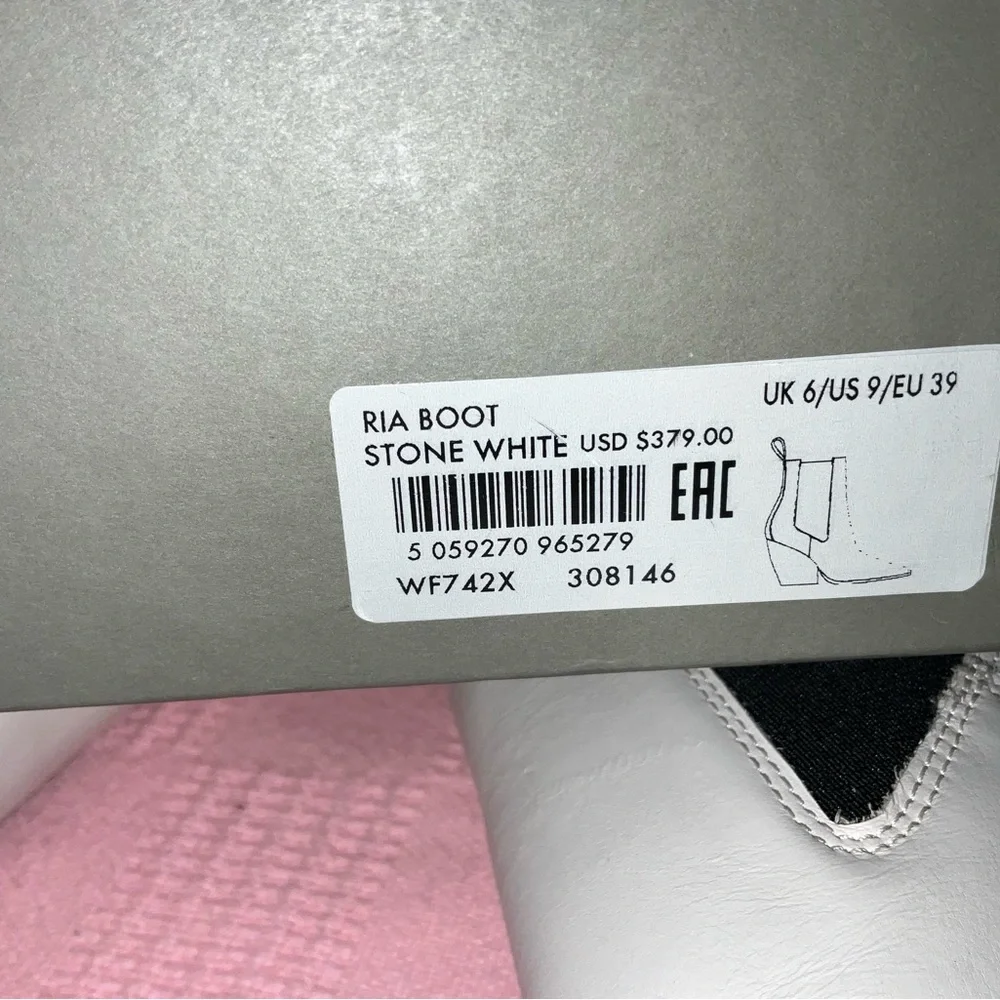 UK 6/US 9/EU 39
RIA BOOT
STONE WHITE USD $379.00
EAC
5 059270 965279
WF742X 308146